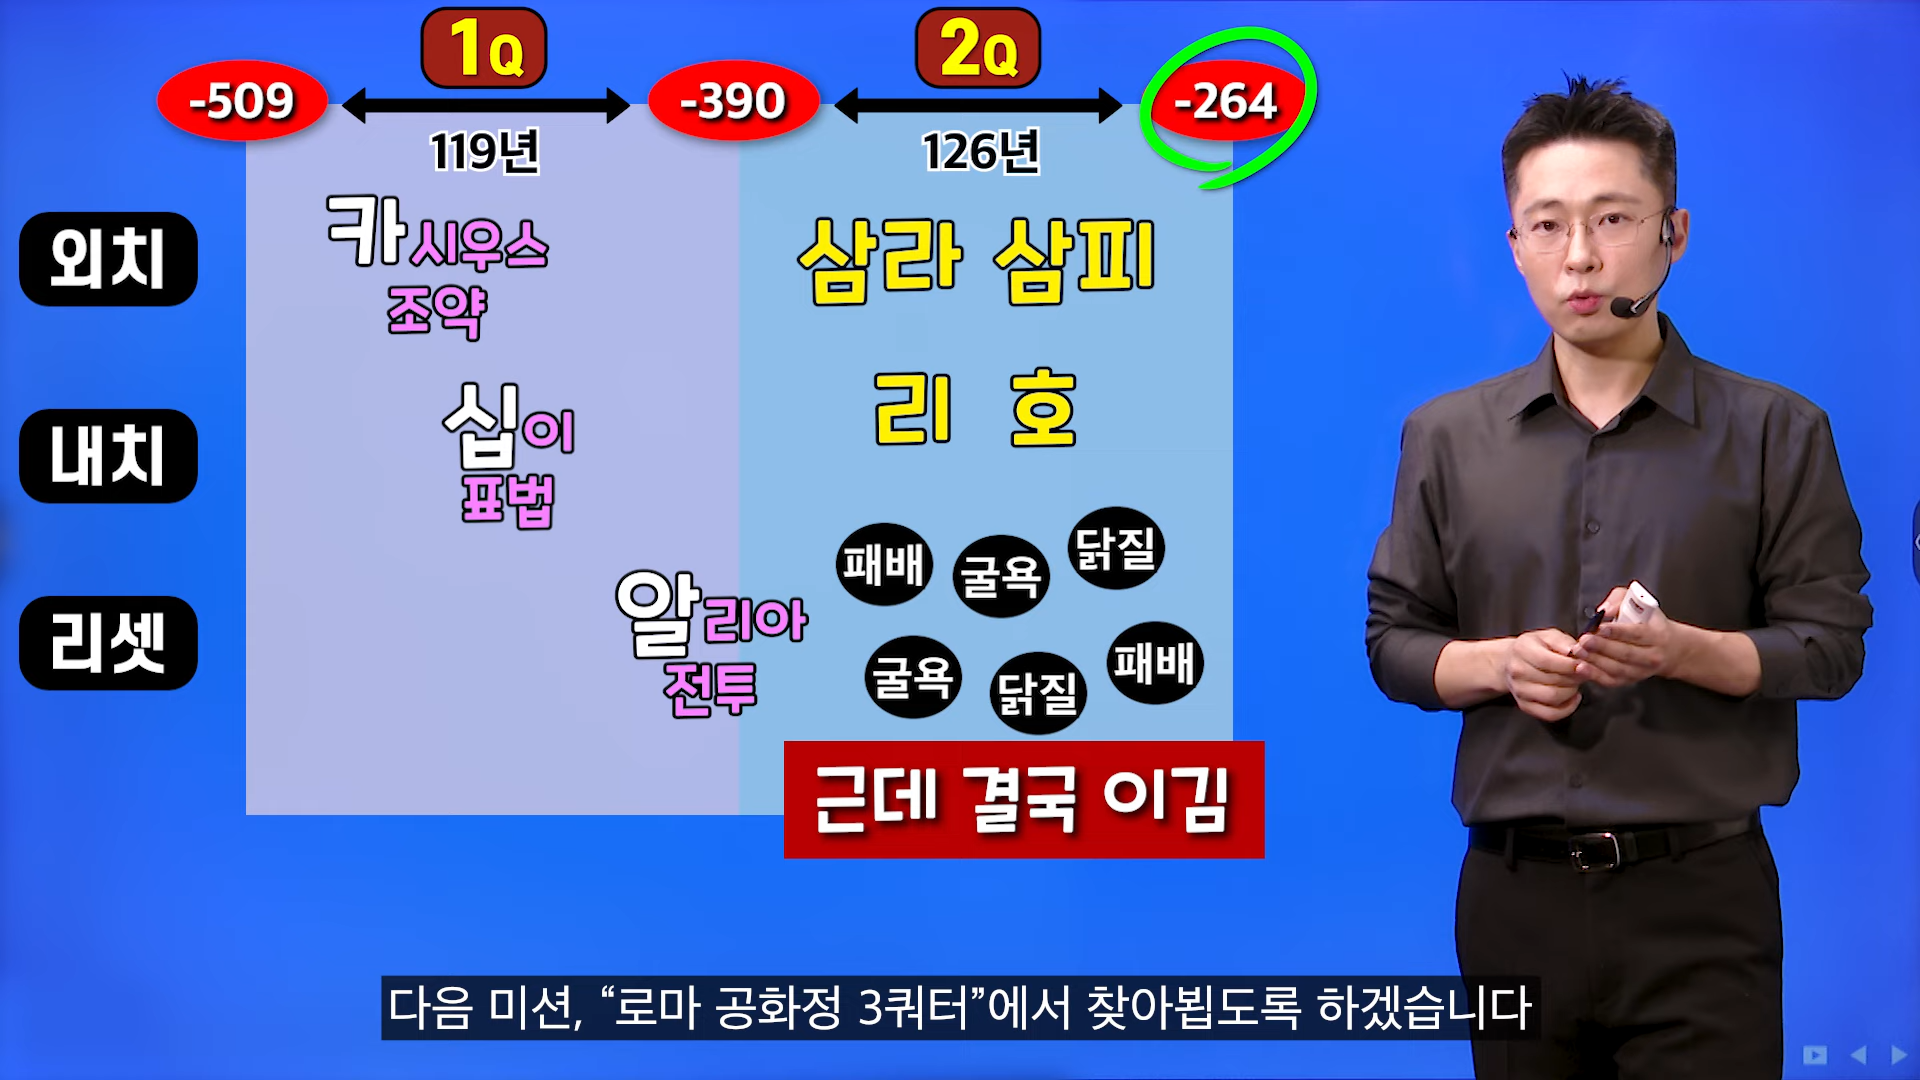 1Q
2Q
-509
-390
-264
119년
126년
외치
카시우스
조약
삼라 삼피
내치
십이
표법
리 호
리셋
알리아
전투
패배
굴욕
닭질
굴욕
닭질
패배
근데 결국 이김
다음 미션, “로마 공화정 3쿼터”에서 찾아뵙도록 하겠습니다